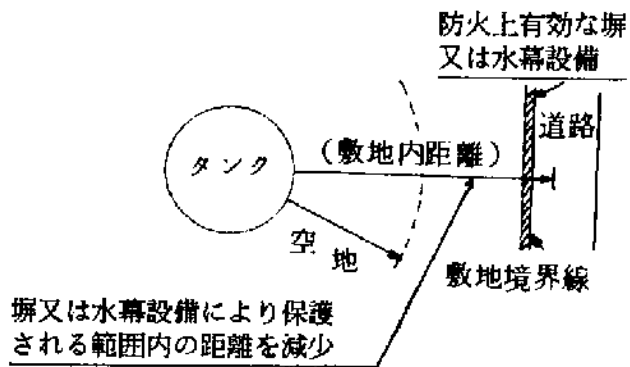 防火上有効な塀
又は水幕設備
道路
(敷地内距離)
タンク
空地
敷地境界線
塀又は水幕設備により保護
される範囲内の距離を減少